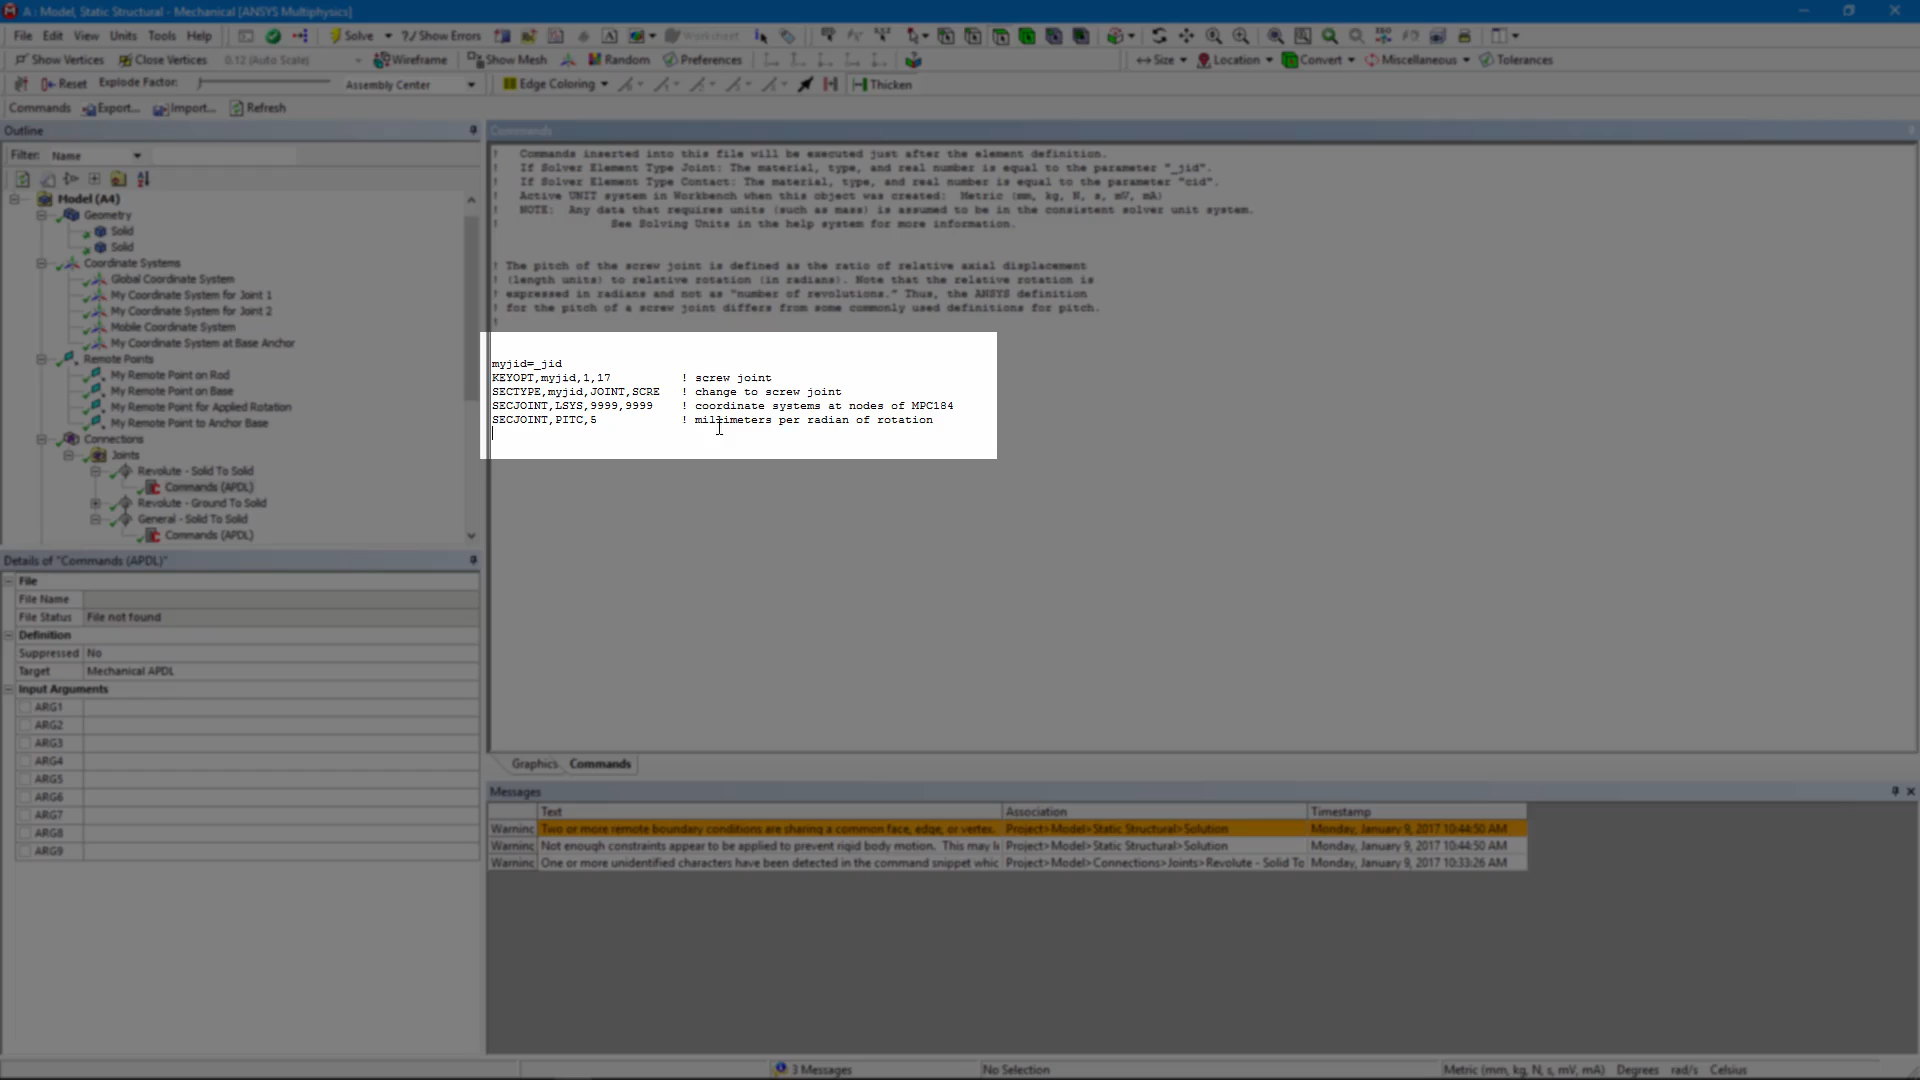 A : Model, Static Structural - Mechanical [ANSYS Multiphysics]
File Edit View Units Tools Help Solve ?/ Show Errors Worksheet
Show Vertices Close Vertices 0.12 (Auto Scale) Wireframe Show Mesh Random Preferences Size Location Convert Miscellaneous Tolerances
Reset Explode Factor: Assembly Center Edge Coloring Thicken
Commands Export... Import... Refresh
Outline
Filter: Name
Model (A4)
Geometry
Solid
Solid
Coordinate Systems
Global Coordinate System
My Coordinate System for Joint 1
My Coordinate System for Joint 2
Mobile Coordinate System
My Coordinate System at Base Anchor
Remote Points
My Remote Point on Rod
My Remote Point on Base
My Remote Point for Applied Rotation
My Remote Point to Anchor Base
Connections
Joints
Revolute - Solid To Solid
Commands (APDL)
Revolute - Ground To Solid
General - Solid To Solid
Commands (APDL)
Details of "Commands (APDL)"
File
File Name
File Status File not found
Definition
Suppressed No
Target Mechanical APDL
Input Arguments
ARG1
ARG2
ARG3
ARG4
ARG5
ARG6
ARG7
ARG8
ARG9
Commands
! Commands inserted into this file will be executed just after the element definition.
! If Solver Element Type Joint: The material, type, and real number is equal to the parameter "_jid".
! If Solver Element Type Contact: The material, type, and real number is equal to the parameter "cid".
! Active UNIT system in Workbench when this object was created: Metric (mm, kg, N, s, mV, mA)
! NOTE: Any data that requires units (such as mass) is assumed to be in the consistent solver unit system.
! See Solving Units in the help system for more information.
! The pitch of the screw joint is defined as the ratio of relative axial displacement
! (length units) to relative rotation (in radians). Note that the relative rotation is
! expressed in radians and not as "number of revolutions." Thus, the ANSYS definition
! for the pitch of a screw joint differs from some commonly used definitions for pitch.
!
myjid=_jid
KEYOPT,myjid,1,17 ! screw joint
SECTYPE,myjid,JOINT,SCRE ! change to screw joint
SECJOINT,LSYS,9999,9999 ! coordinate systems at nodes of MPC184
SECJOINT,PITC,5 ! millimeters per radian of rotation
Graphics Commands
Messages
Text Association Timestamp
Warning Two or more remote boundary conditions are sharing a common face, edge, or vertex. Project>Model>Static Structural>Solution Monday, January 9, 2017 10:44:50 AM
Warning Not enough constraints appear to be applied to prevent rigid body motion. This may Project>Model>Static Structural>Solution Monday, January 9, 2017 10:44:50 AM
Warning One or more unidentified characters have been detected in the command snippet whic Project>Model>Connections>Joints>Revolute - Solid To Monday, January 9, 2017 10:33:26 AM
3 Messages No Selection Metric (mm, kg, N, s, mV, mA) Degrees rad/s Celsius